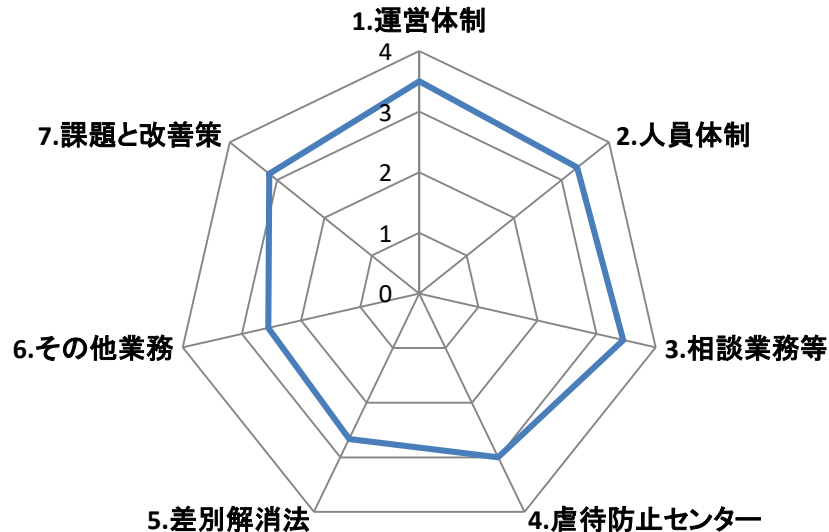 1.運営体制
4
3
2
1
0
2.人員体制
3.相談業務等
4.虐待防止センター
5.差別解消法
6.その他業務
7.課題と改善策